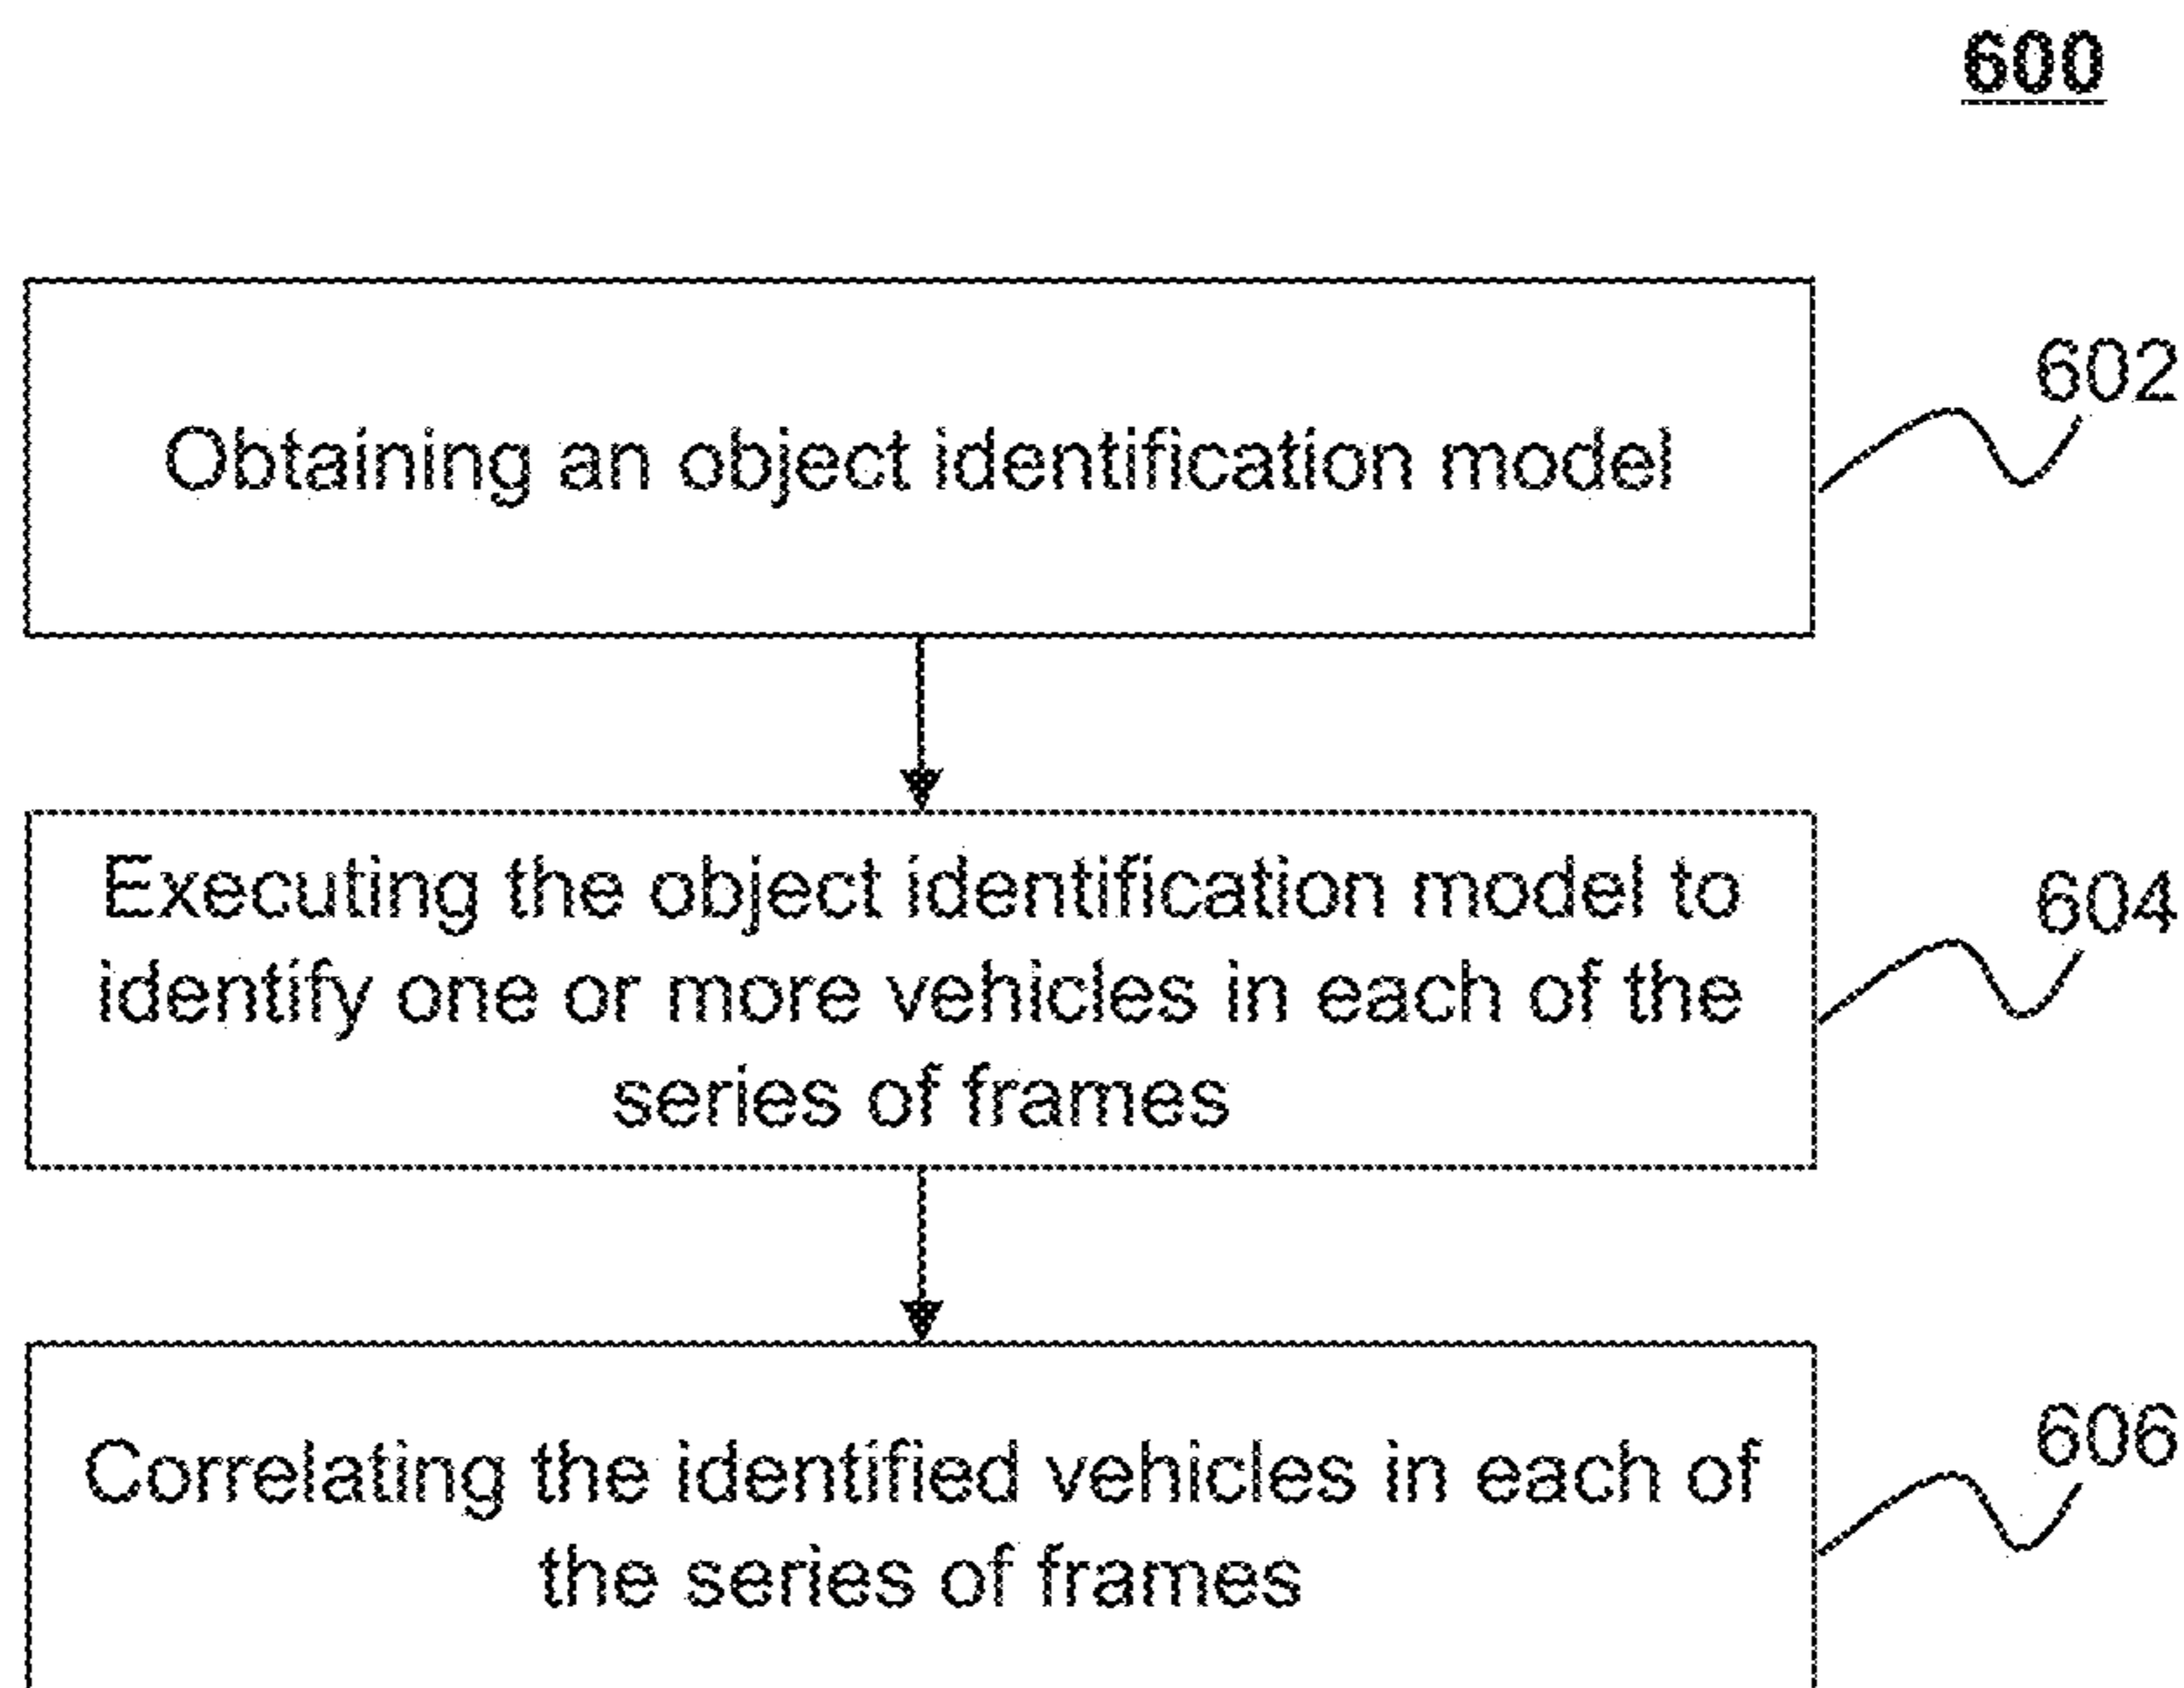 600
Obtaining an object identification model
602
Executing the object identification model to
identify one or more vehicles in each of the
series of frames
604
Correlating the identified vehicles in each of
the series of frames
606